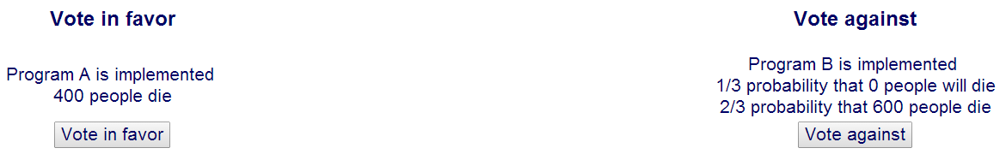 Vote in favor
Program A is implemented
400 people die
Vote in favor
Vote against
Program B is implemented
1/3 probability that 0 people will die
2/3 probability that 600 people die
Vote against